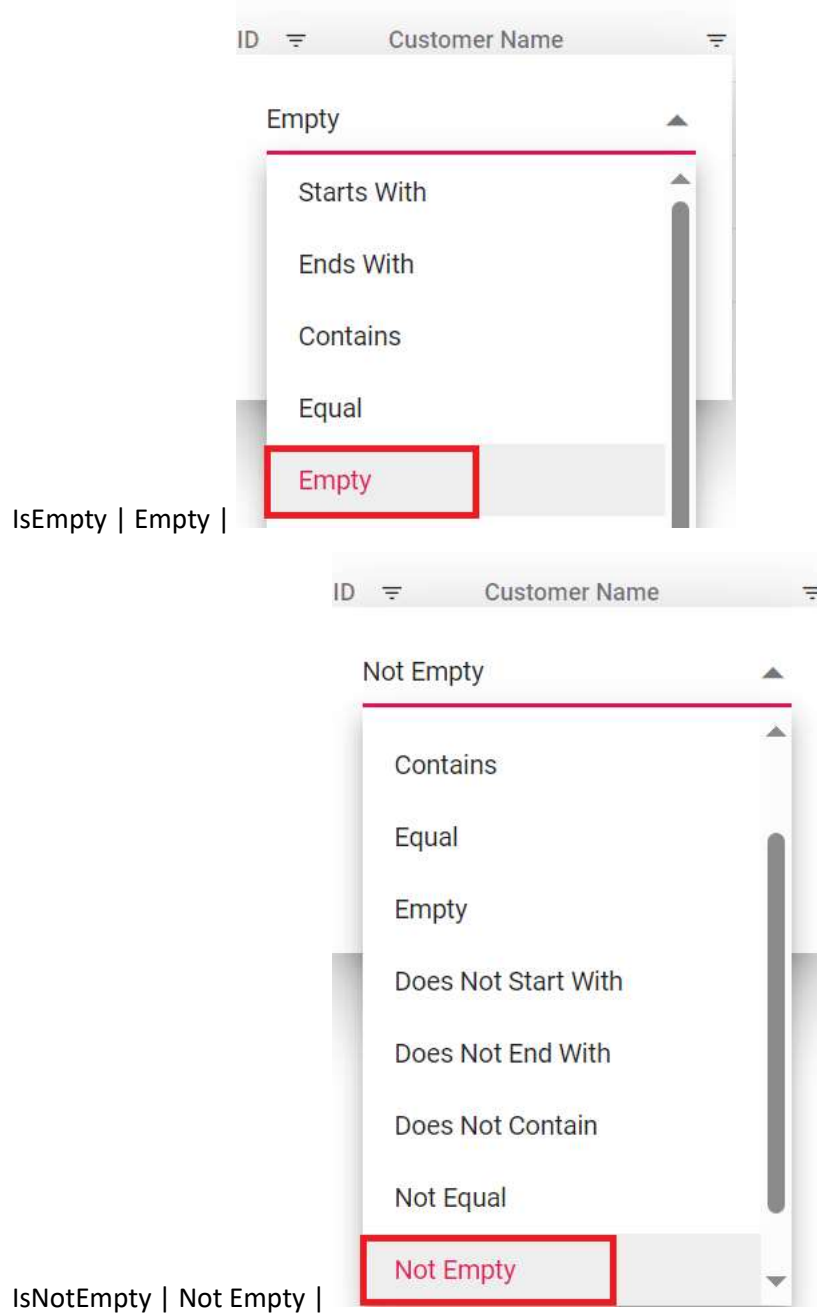 ID Customer Name
Empty
Starts With
Ends With
Contains
Equal
Empty
IsEmpty | Empty |
ID Customer Name
Not Empty
Contains
Equal
Empty
Does Not Start With
Does Not End With
Does Not Contain
Not Equal
Not Empty
IsNotEmpty | Not Empty |